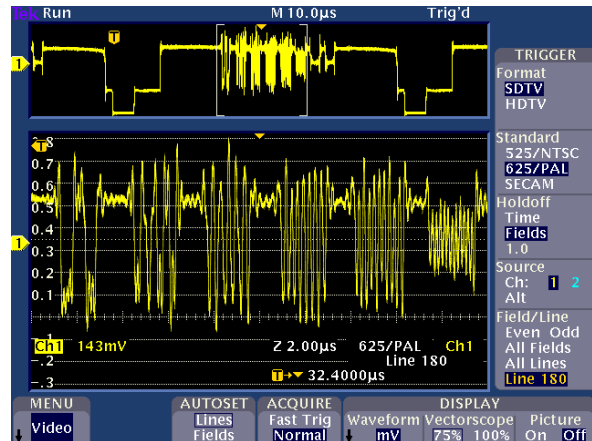 Tek Run M 10.0µs Trig'd
T
1
TRIGGER
Format
SDTV
HDTV
Standard
525/NTSC
625/PAL
SECAM
Holdoff
Time
Fields
1.0
Source
Ch: 1 2
Alt
Field/Line
Even Odd
All Fields
All Lines
Line 180
T
0.7
0.6
0.5
0.4
1
0.3
0.2
0.1
Ch1 143mV Z 2.00µs 625/PAL Ch1
Line 180
-.2
T 32.4000µs
-.3
MENU AUTOSET ACQUIRE DISPLAY
Video Lines Fast Trig Waveform Vectorscope Picture
Fields Normal mV 75% 100% On Off